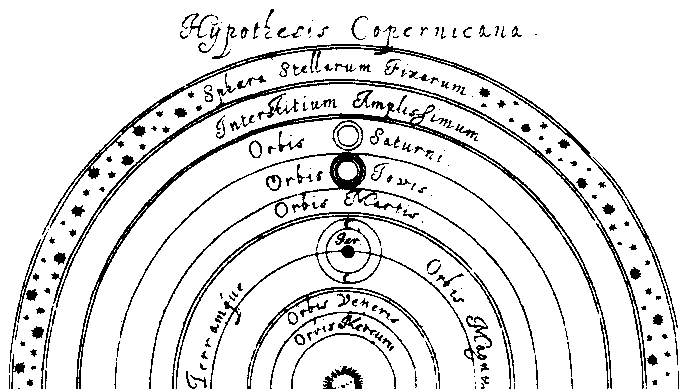 Hypothesis Copernicana.
Sphæra Stellarum Fixarum.
Interstitium Amplissimum
Orbis Saturni.
Orbis Iovis.
Orbis Martis.
Ter
Orbis Magnus
Terramque
Orbis Veneris
Orvis Mercurii